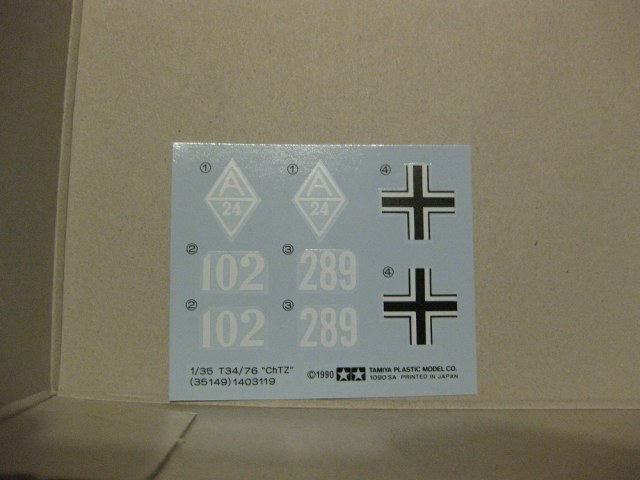 ① ① ④
A A
24 24
② 102 ③ 289
④
② 102 ③ 289
1/35 T34/76 "ChTZ"
(35149) 1403119
©1990 TAMIYA PLASTIC MODEL CO.
1090 SA PRINTED IN JAPAN